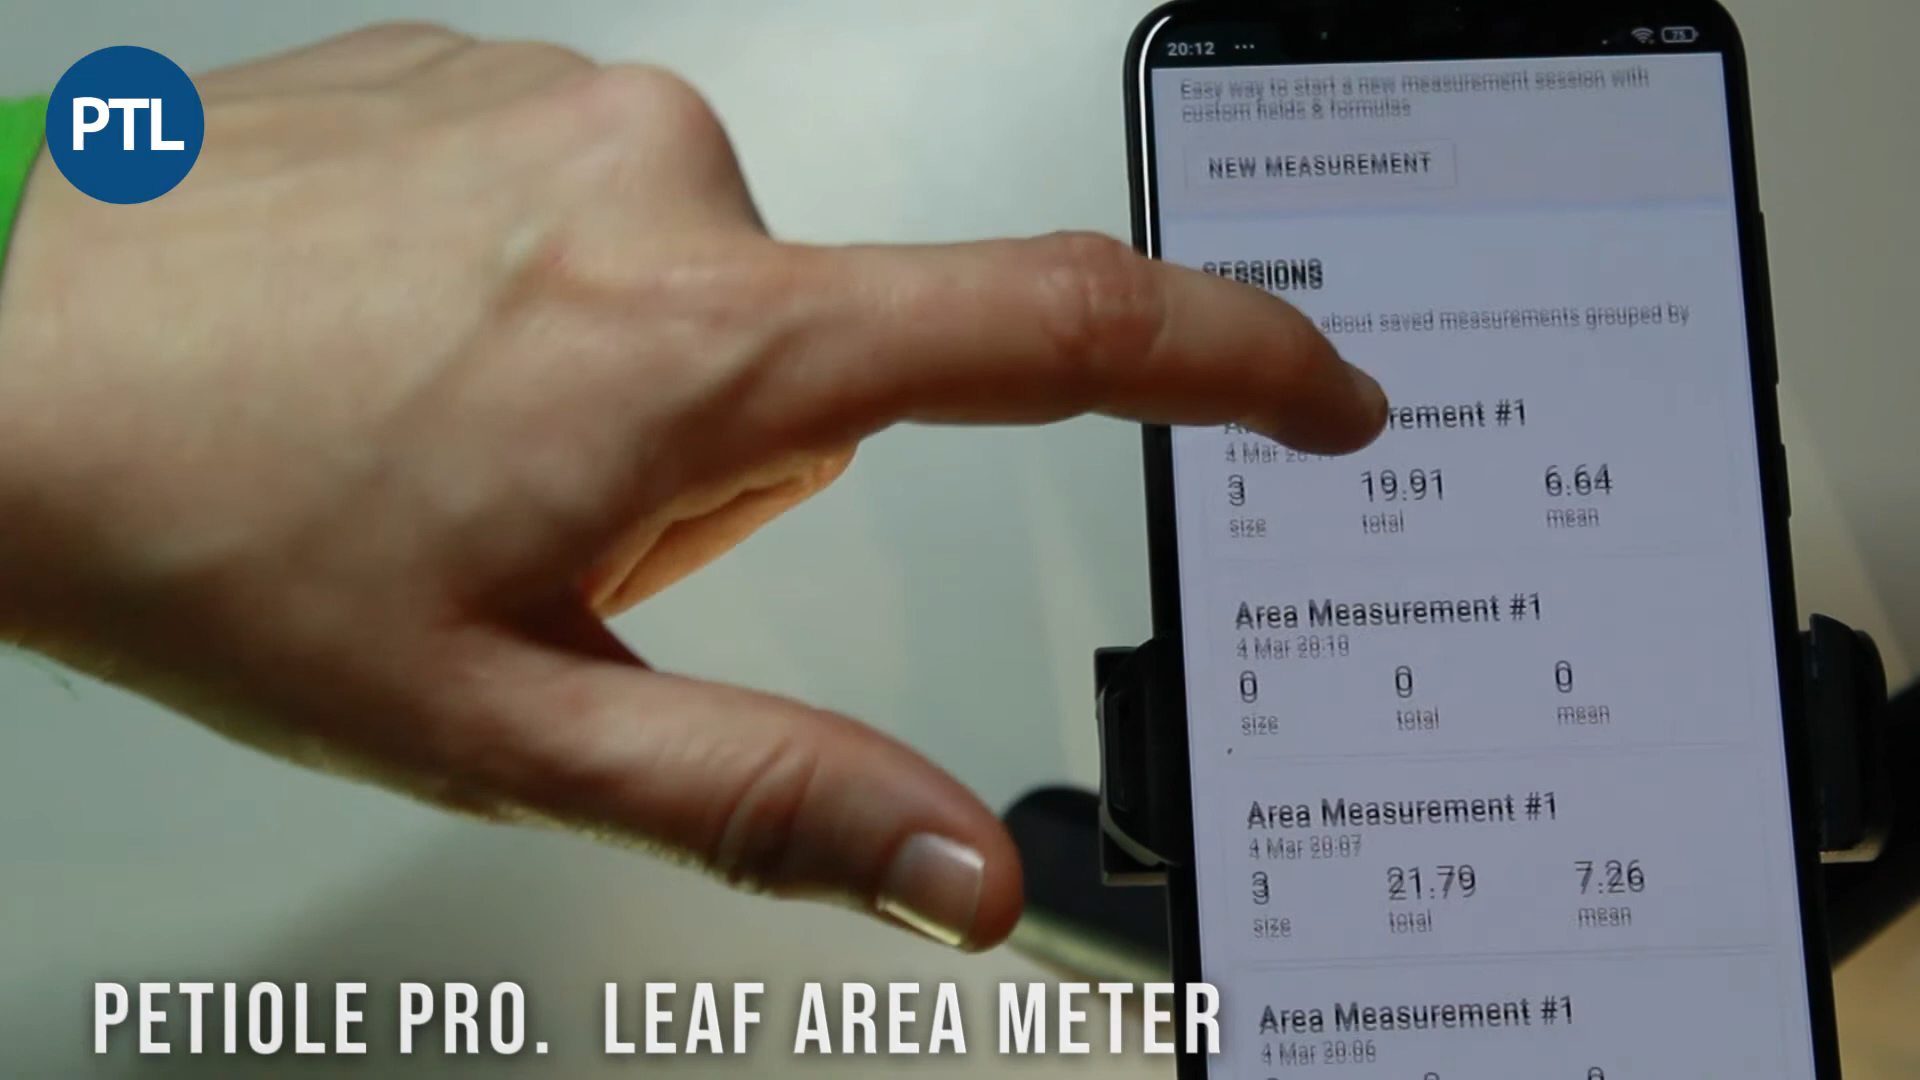 PTL
20:12 ...
75
Easy way to start a new measurement session with
custom fields & formulas
NEW MEASUREMENT
SESSIONS
about saved measurements grouped by
rement #1
4 Mar
3 19.91 6.64
size total mean
Area Measurement #1
4 Mar 20:10
0 0 0
size total mean
Area Measurement #1
4 Mar 20:07
3 21.79 7.26
size total mean
Area Measurement #1
4 Mar 20:06
PETIOLE PRO. LEAF AREA METER